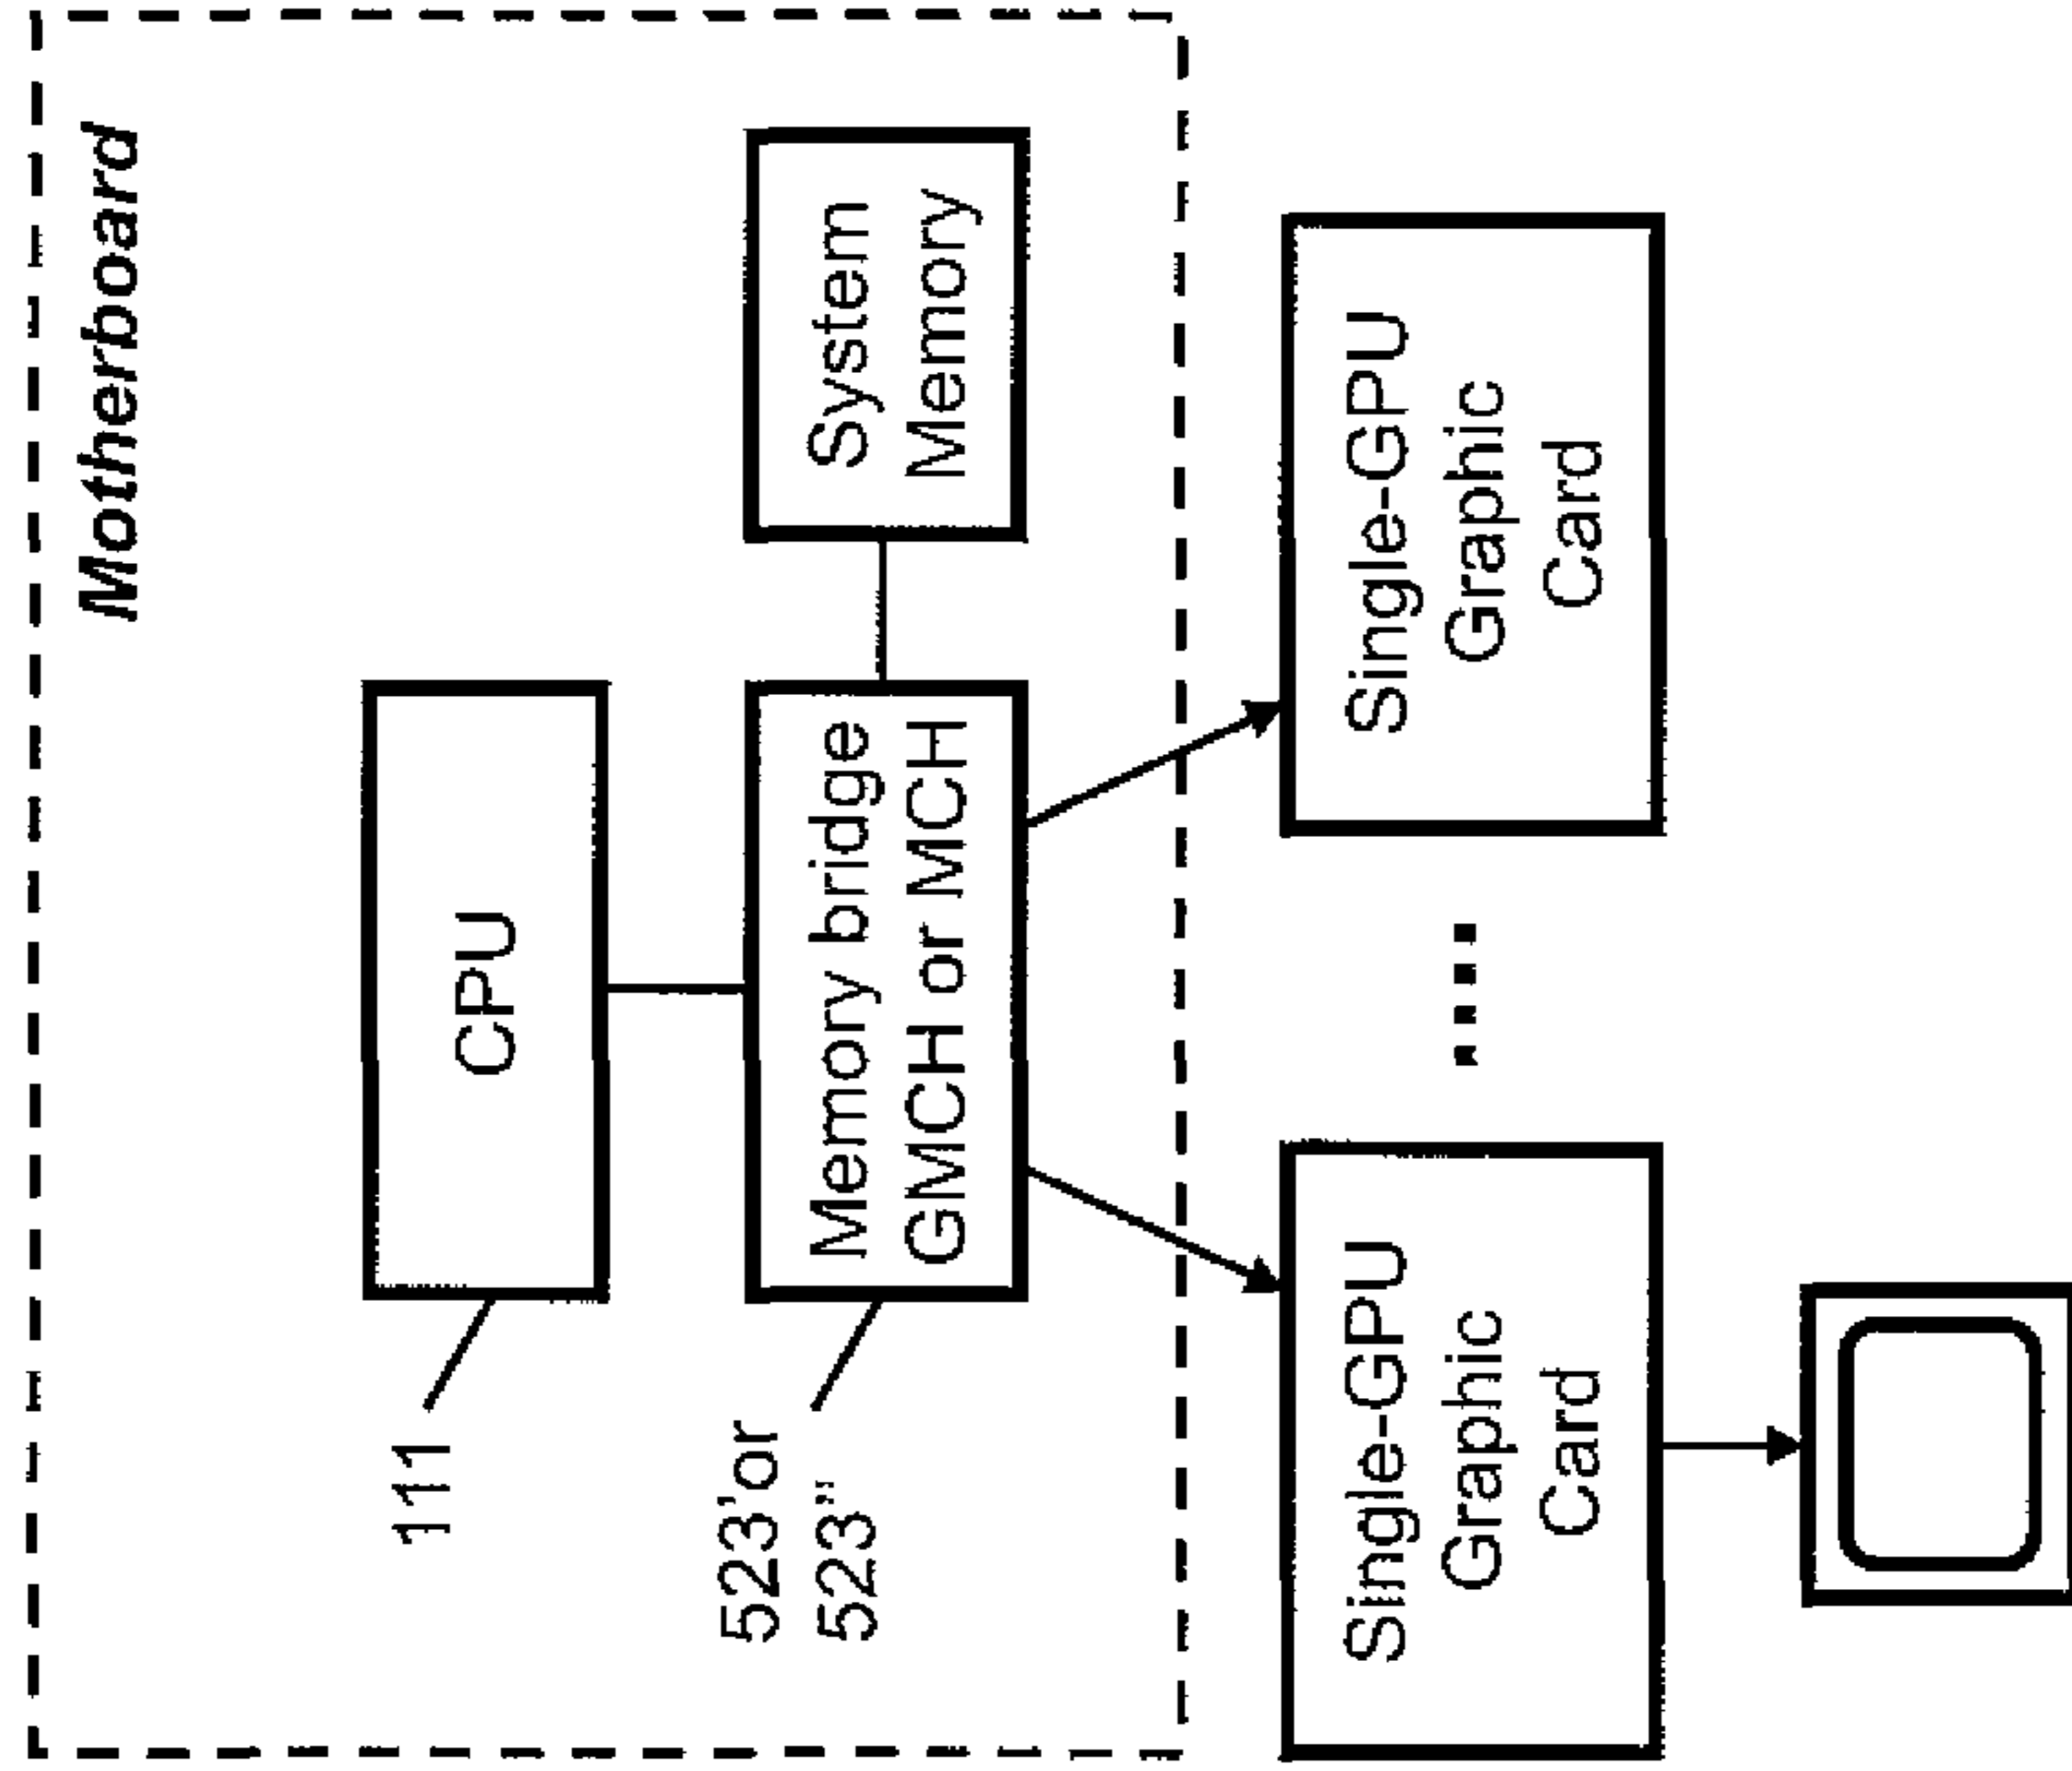 Motherboard
111
CPU
523'or
523"
Memory bridge
GMCH or MCH
System
Memory
Single-GPU
Graphic
Card
Single-GPU
Graphic
Card